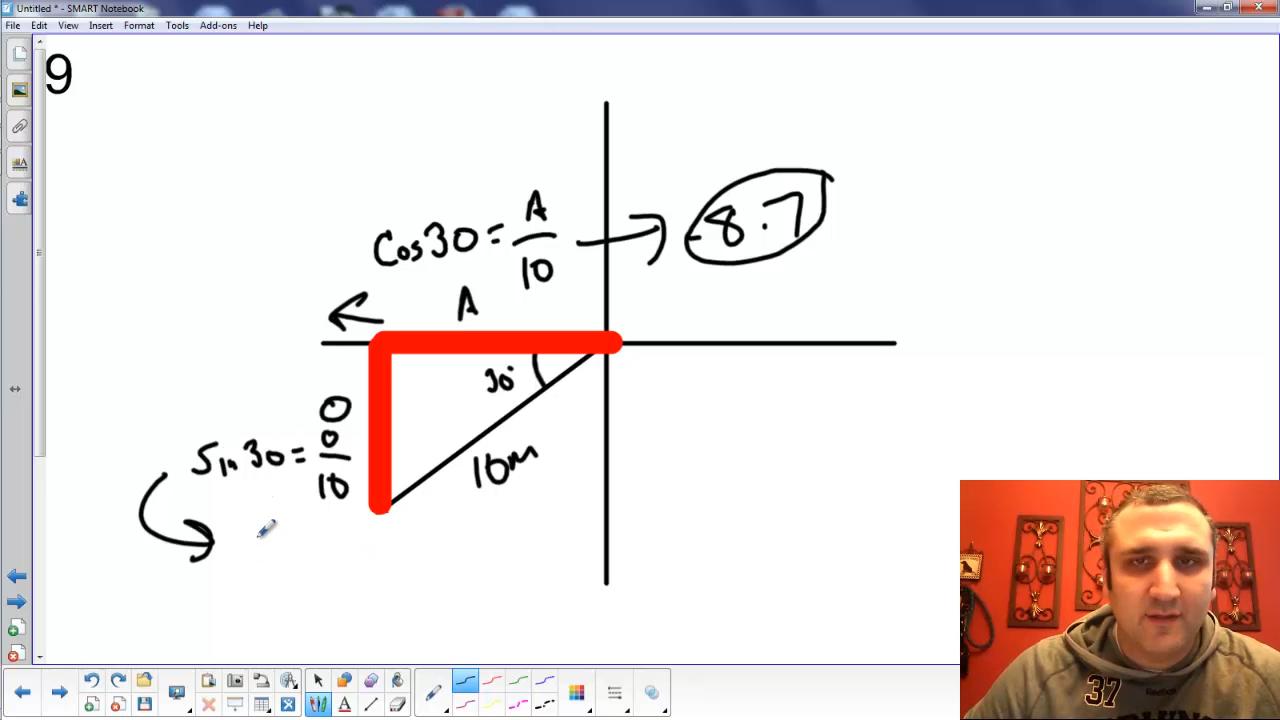 Untitled * - SMART Notebook
File Edit View Insert Format Tools Add-ons Help
9
Cos30 = A
10
-8.7
A
30°
O
Sin30 = O
10
10m
37
Reebok